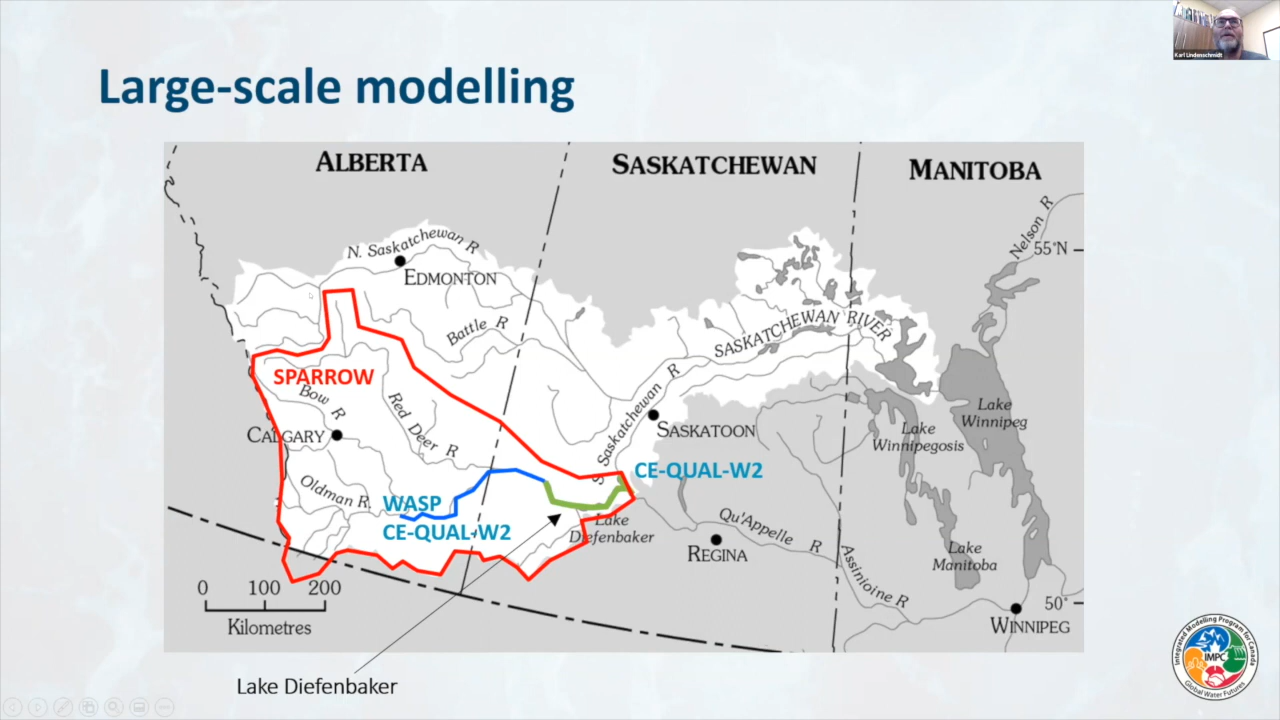 Large-scale modelling
Karl Lindenschmidt
ALBERTA
SASKATCHEWAN
MANITOBA
N. Saskatchewan R
EDMONTON
Nelson R
55°N
Battle R
SASKATCHEWAN RIVER
SPARROW
Bow R
Red Deer R
S Saskatchewan R
CALGARY
SASKATOON
Lake
Winnipegosis
Lake
Winnipeg
CE-QUAL-W2
Oldman R.
WASP
CE-QUAL-W2
Lake
Diefenbaker
Qu'Appelle R
REGINA
Assinioine R
Lake
Manitoba
0 100 200
Kilometres
50°
WINNIPEG
Lake Diefenbaker
Integrated Modelling Program for Canada
IMPC
Global Water Futures